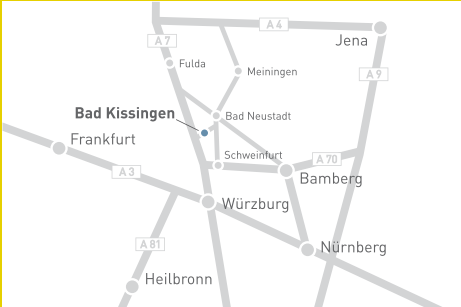 A 4
Jena
A 7
Fulda
Meiningen
A 9
Bad Kissingen
Bad Neustadt
Frankfurt
Schweinfurt
A 70
A 3
Bamberg
Würzburg
A 81
Nürnberg
Heilbronn